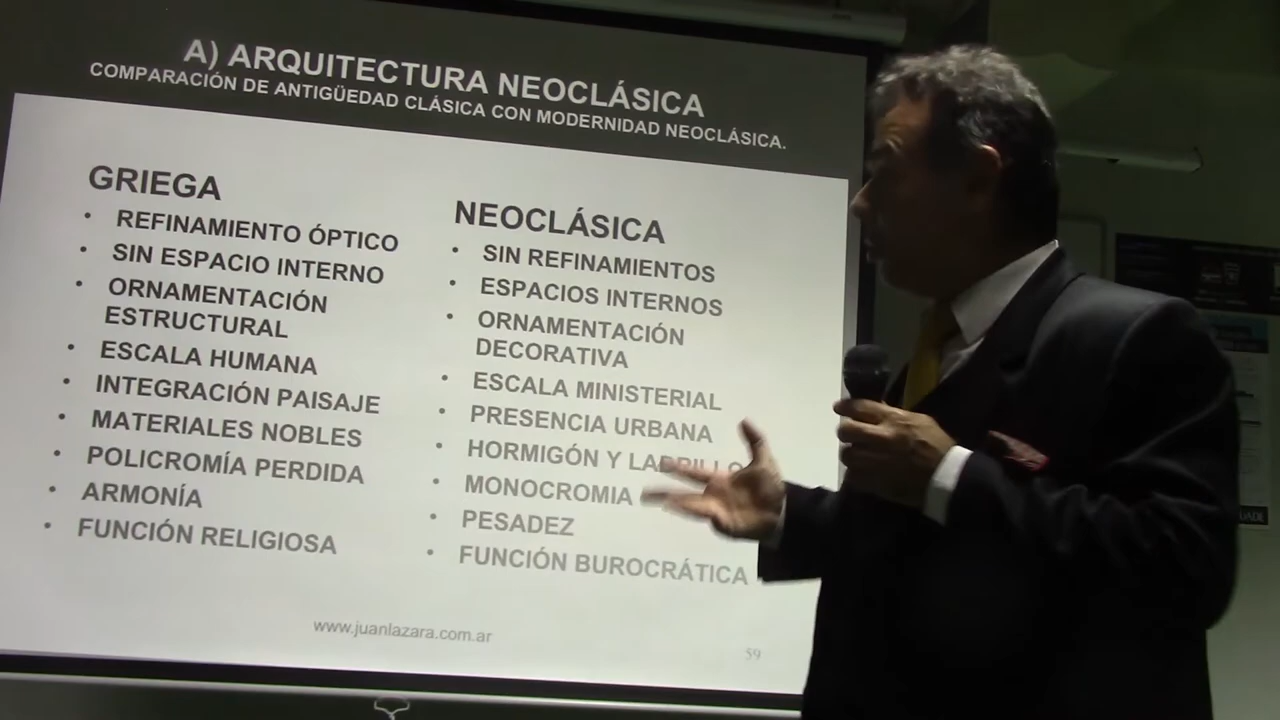 A) ARQUITECTURA NEOCLÁSICA
COMPARACIÓN DE ANTIGÜEDAD CLÁSICA CON MODERNIDAD NEOCLÁSICA.
GRIEGA
• REFINAMIENTO ÓPTICO
• SIN ESPACIO INTERNO
• ORNAMENTACIÓN
ESTRUCTURAL
• ESCALA HUMANA
• INTEGRACIÓN PAISAJE
• MATERIALES NOBLES
• POLICROMÍA PERDIDA
• ARMONÍA
• FUNCIÓN RELIGIOSA
NEOCLÁSICA
• SIN REFINAMIENTOS
• ESPACIOS INTERNOS
• ORNAMENTACIÓN
DECORATIVA
• ESCALA MINISTERIAL
• PRESENCIA URBANA
• HORMIGÓN Y LADRILLO
• MONOCROMIA
• PESADEZ
• FUNCIÓN BUROCRÁTICA
www.juanlazara.com.ar
59